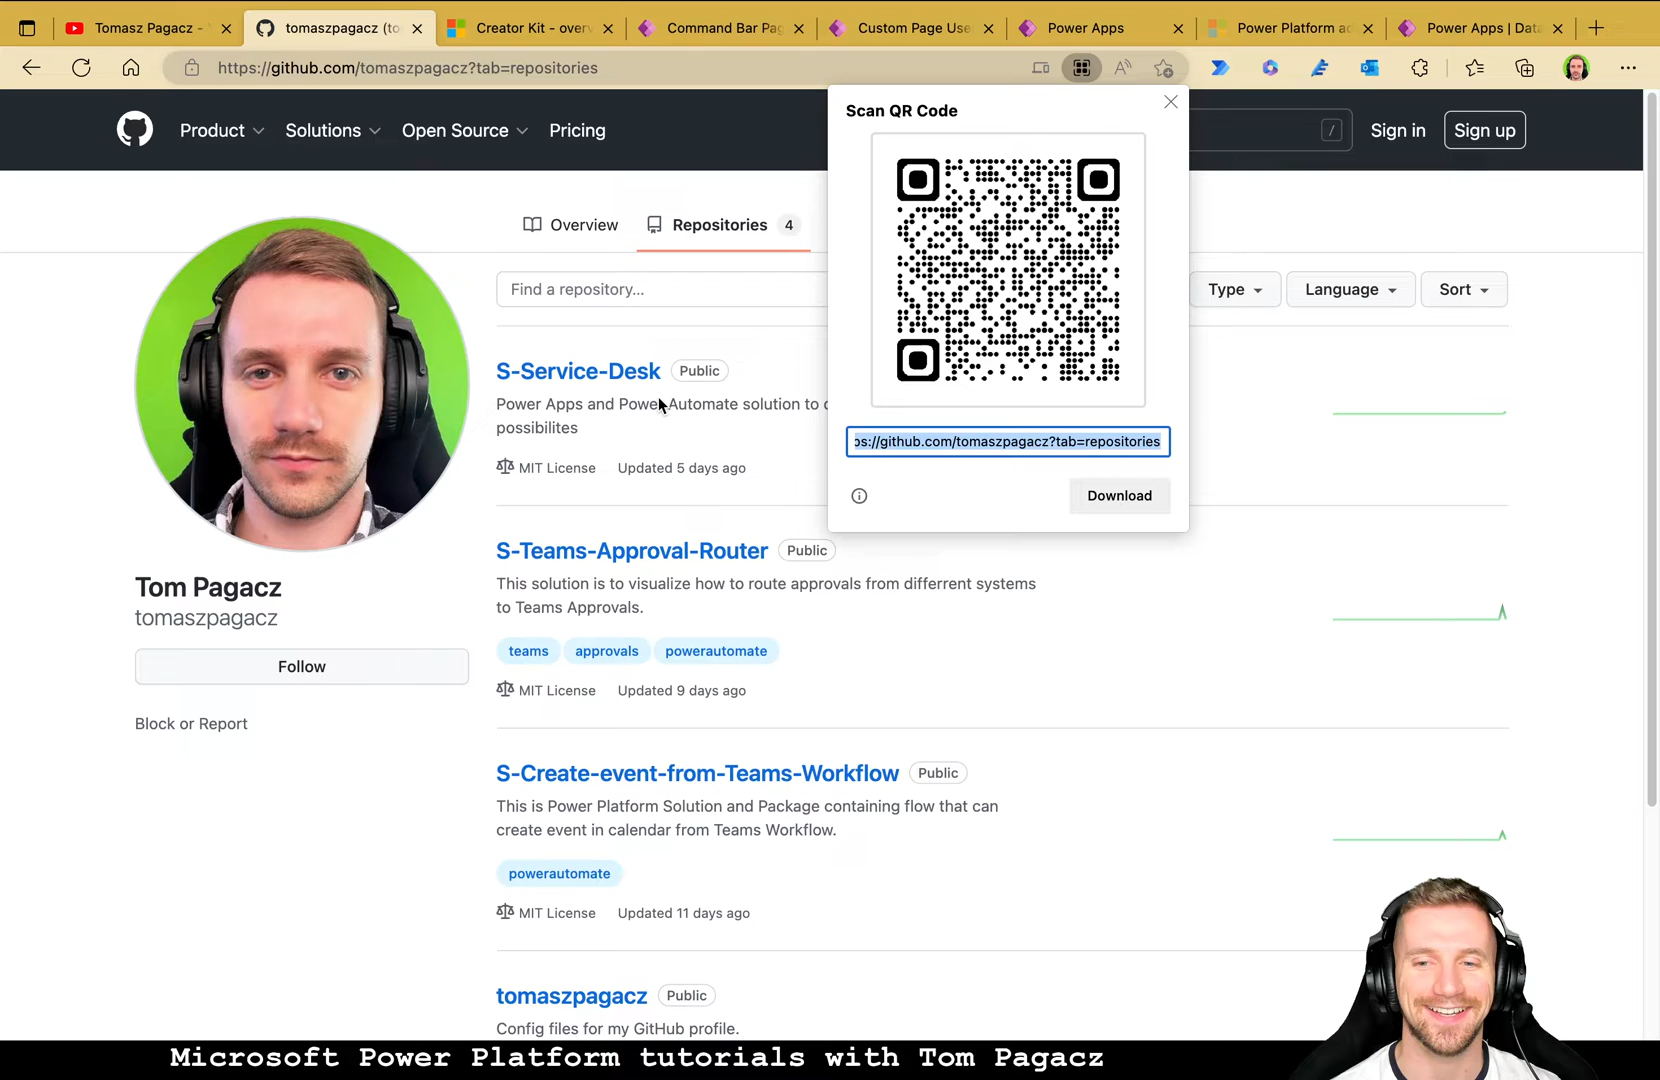 Tomasz Pagacz -
tomaszpagacz (to
Creator Kit - over
Command Bar Pag
Custom Page Use
Power Apps
Power Platform ad
Power Apps | Data
https://github.com/tomaszpagacz?tab=repositories
Scan QR Code
Product
Solutions
Open Source
Pricing
/
Sign in
Sign up
Overview
Repositories 4
Find a repository...
Type
Language
Sort
S-Service-Desk Public
Power Apps and Power Automate solution to
possibilites
MIT License Updated 5 days ago
ps://github.com/tomaszpagacz?tab=repositories
Download
S-Teams-Approval-Router Public
This solution is to visualize how to route approvals from differrent systems
to Teams Approvals.
teams approvals powerautomate
MIT License Updated 9 days ago
Tom Pagacz
tomaszpagacz
Follow
Block or Report
S-Create-event-from-Teams-Workflow Public
This is Power Platform Solution and Package containing flow that can
create event in calendar from Teams Workflow.
powerautomate
MIT License Updated 11 days ago
tomaszpagacz Public
Config files for my GitHub profile.
Microsoft Power Platform tutorials with Tom Pagacz